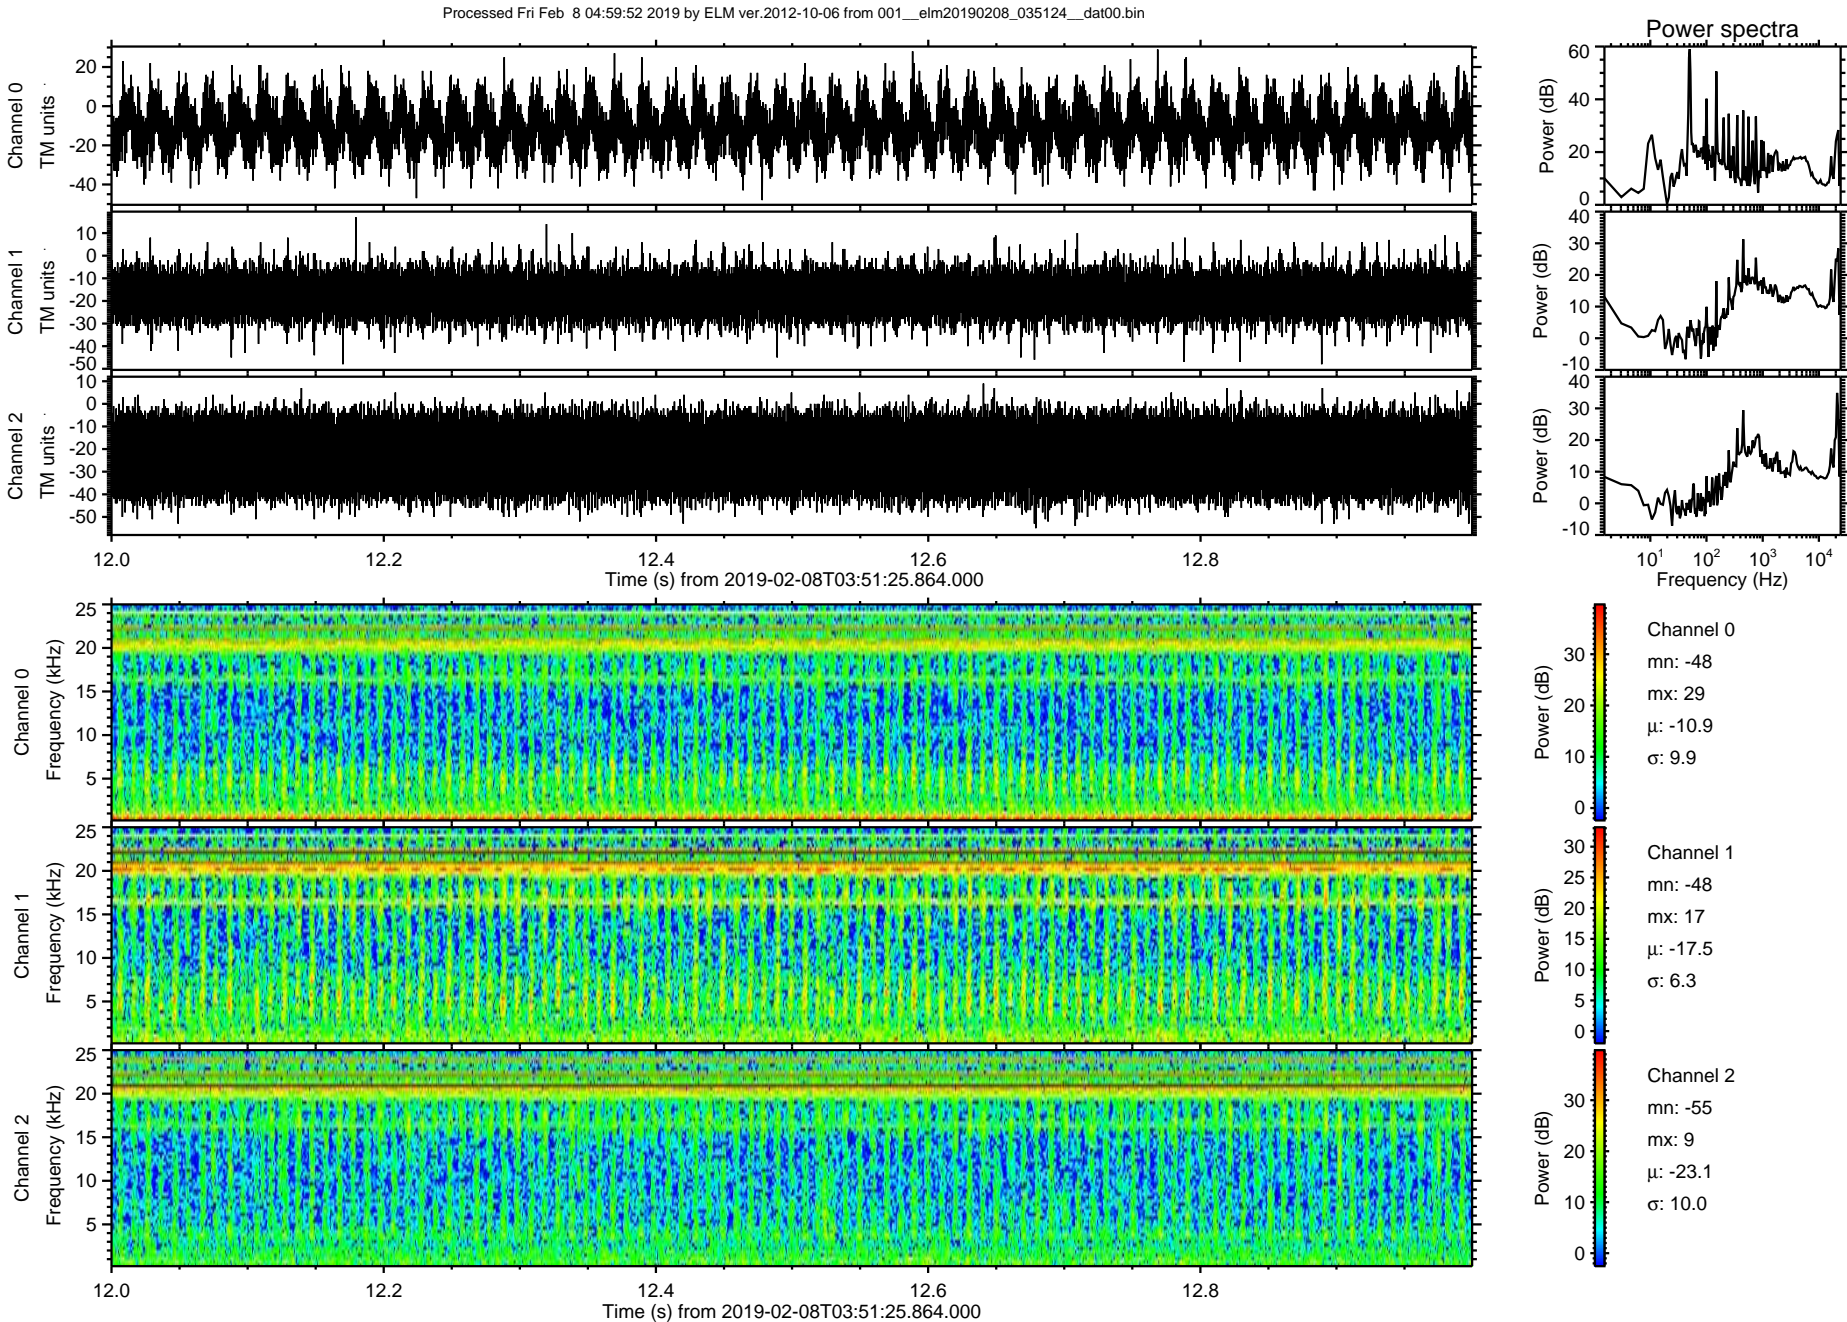 Processed Fri Feb  8 04:59:52 2019 by ELM ver.2012-10-06 from 001__elm20190208_035124__dat00.bin
Power spectra
Channel 0
TM units
20
0
-20
-40
Power (dB)
60
40
20
0
Channel 1
TM units
10
0
-10
-20
-30
-40
-50
Power (dB)
40
30
20
10
0
-10
Channel 2
TM units
10
0
-10
-20
-30
-40
-50
Power (dB)
40
30
20
10
0
-10
12.0 12.2 12.4 12.6 12.8
Time (s) from 2019-02-08T03:51:25.864.000
10^1 10^2 10^3 10^4
Frequency (Hz)
Channel 0
Frequency (kHz)
25
20
15
10
5
Power (dB)
30
20
10
0
Channel 0
mn: -48
mx: 29
μ: -10.9
σ: 9.9
Channel 1
Frequency (kHz)
25
20
15
10
5
Power (dB)
30
25
20
15
10
5
0
Channel 1
mn: -48
mx: 17
μ: -17.5
σ: 6.3
Channel 2
Frequency (kHz)
25
20
15
10
5
Power (dB)
30
20
10
0
Channel 2
mn: -55
mx: 9
μ: -23.1
σ: 10.0
12.0 12.2 12.4 12.6 12.8
Time (s) from 2019-02-08T03:51:25.864.000